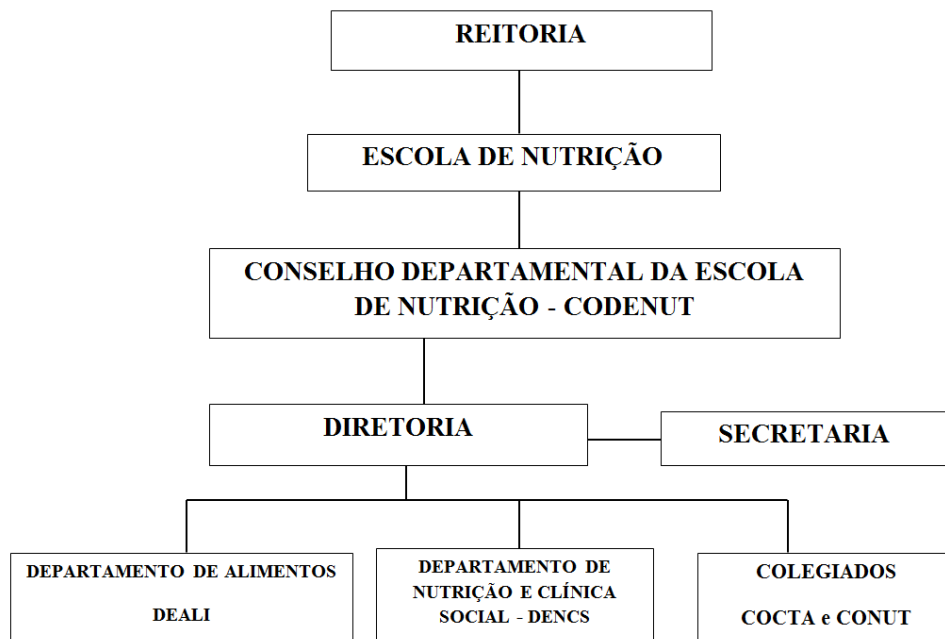 REITORIA
ESCOLA DE NUTRIÇÃO
CONSELHO DEPARTAMENTAL DA ESCOLA
DE NUTRIÇÃO - CODENUT
DIRETORIA
SECRETARIA
DEPARTAMENTO DE ALIMENTOS
DEALI
DEPARTAMENTO DE
NUTRIÇÃO E CLÍNICA
SOCIAL - DENCS
COLEGIADOS
COCTA e CONUT